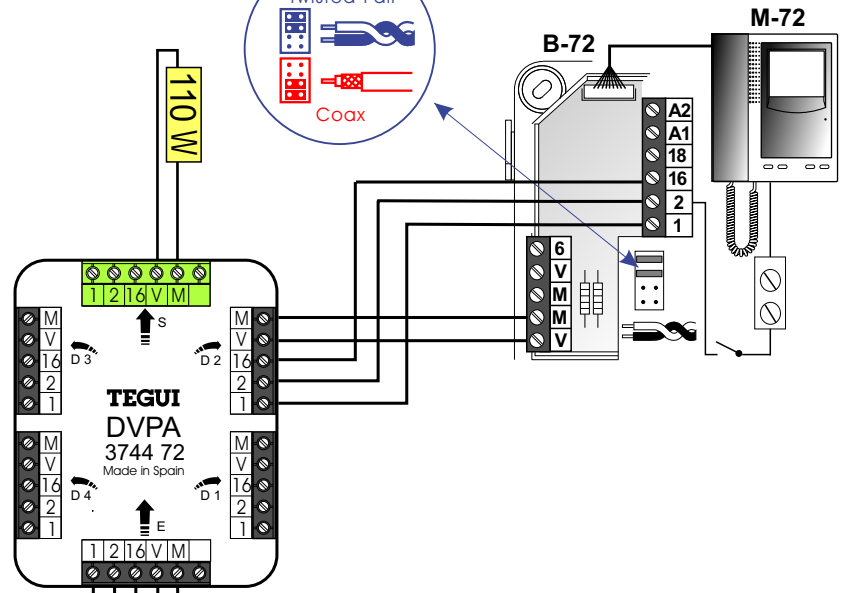 Twisted Pair
Coax
M-72
B-72
110 W
A2
A1
18
16
2
1
6
V
M
M
V
1 2 16 V M
S
M
V
16
2
1
D 3
M
V
16
2
1
D 2
TEGUI
DVPA
3744 72
Made in Spain
M
V
16
2
1
D 4
M
V
16
2
1
D 1
E
1 2 16 V M